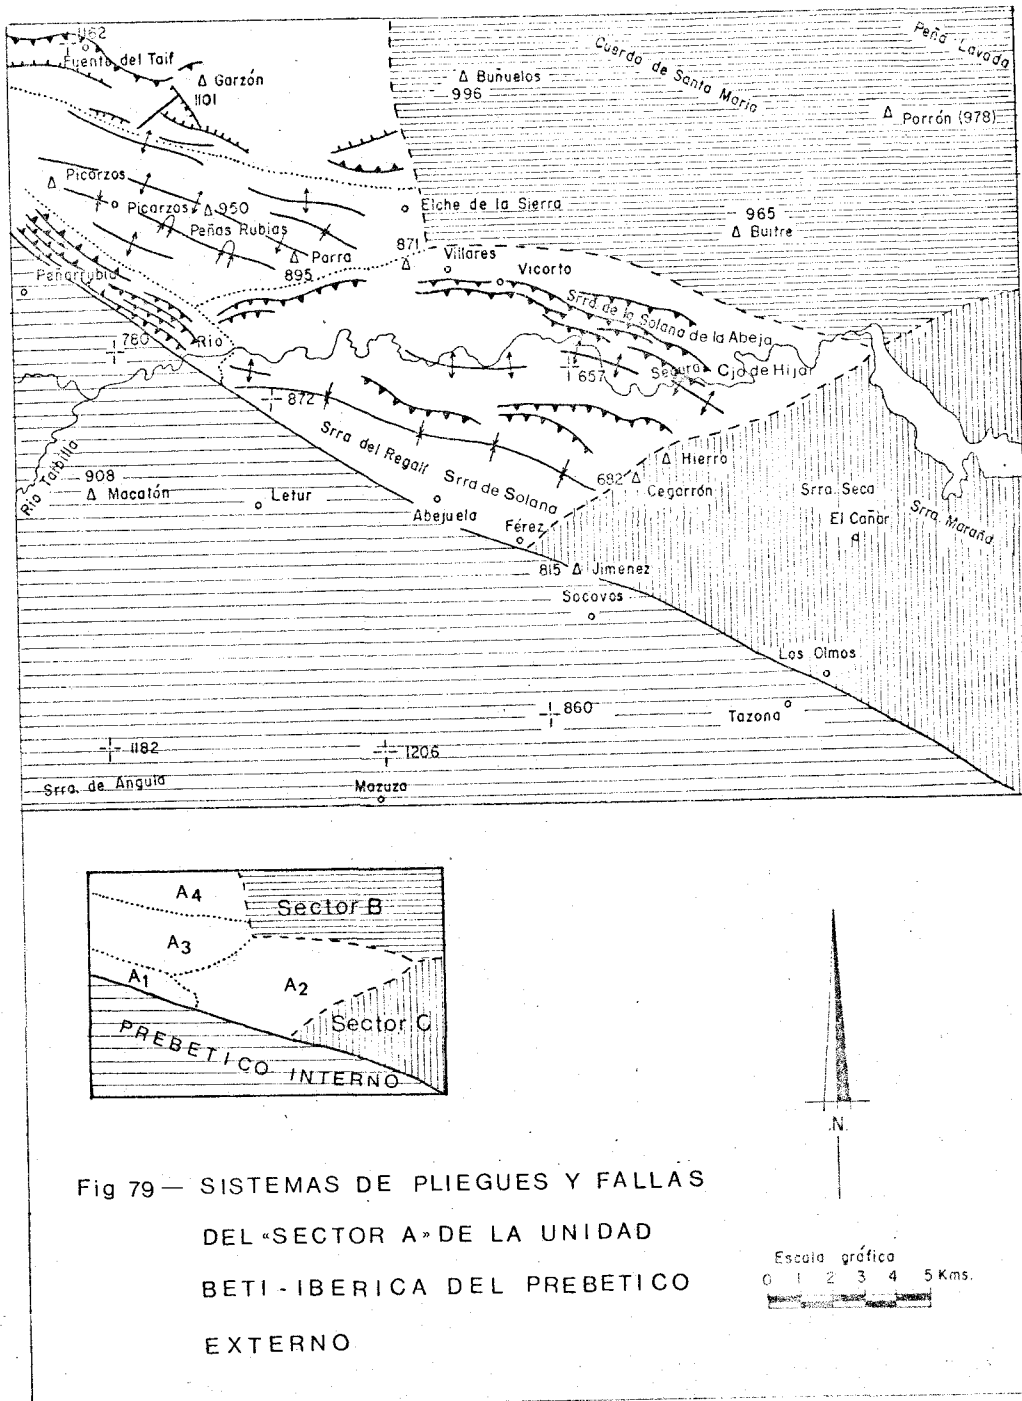 1162
Fuente del Taif
Garzón
1101
Buñuelos
996
Cuerda de Santa María
Peña Lavada
Porrón (978)
Picorzos
Picarzos
950
Peñas Rubias
Elche de la Sierra
965
Buitre
871
Parra
895
Villares
Vicorto
Peñarrubia
Srra de la Solana de la Abeja
780
Río
Segura
Cjo de Hija
657
872
Srra del Regalí
Srra de Solana
Hierro
682
Cegarrón
Srra. Seca
Srra. Maraña
El Cañar
Río Taibilla
908
Macatón
Letur
Abejuela
Férez
815
Jimenez
Socovos
Los Olmos
Tazona
860
1182
1206
Srra. de Angula
Mazuza
A4
Sector B
A3
A1
A2
Sector C
PREBETICO INTERNO
N.
Fig 79— SISTEMAS DE PLIEGUES Y FALLAS
DEL «SECTOR A» DE LA UNIDAD
BETI-IBERICA DEL PREBETICO
EXTERNO
Escala gráfica
0 1 2 3 4 5 Kms.